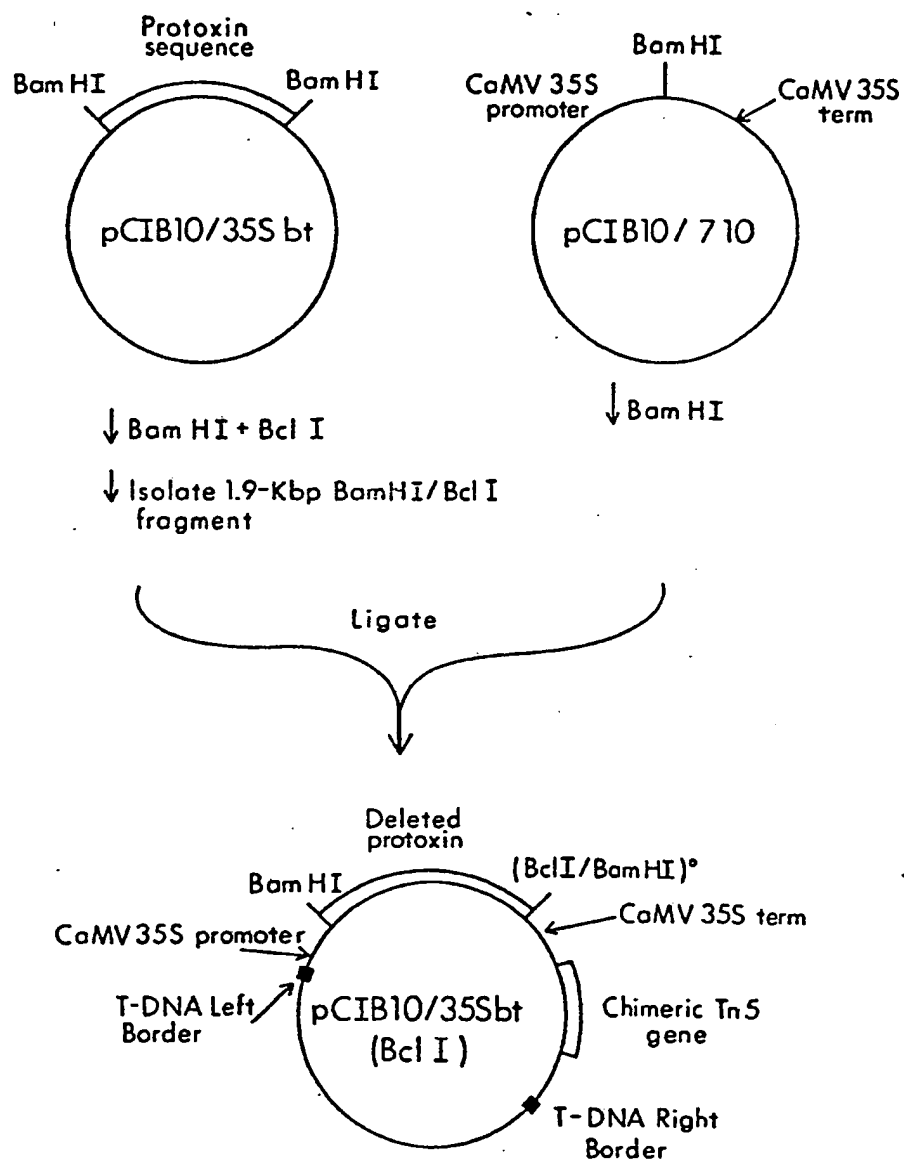 Protoxin
sequence
Bam HI
Bam HI
pCIB10/35S bt
Bam HI
CaMV 35S
promoter
CaMV 35S
term
pCIB10/710
↓ Bam HI + Bcl I
↓ Isolate 1.9-Kbp BamHI/Bcl I
fragment
↓ Bam HI
Ligate
Deleted
protoxin
Bam HI
(BclI/BamHI)°
CaMV 35S promoter
CaMV 35S term
T-DNA Left
Border
pCIB10/35Sbt
(Bcl I)
Chimeric Tn5
gene
T-DNA Right
Border